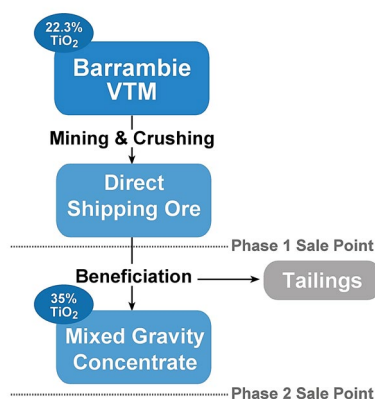 22.3%
TiO₂
Barrambie
VTM
Mining & Crushing
Direct
Shipping Ore
Phase 1 Sale Point
Beneficiation
Tailings
35%
TiO₂
Mixed Gravity
Concentrate
Phase 2 Sale Point